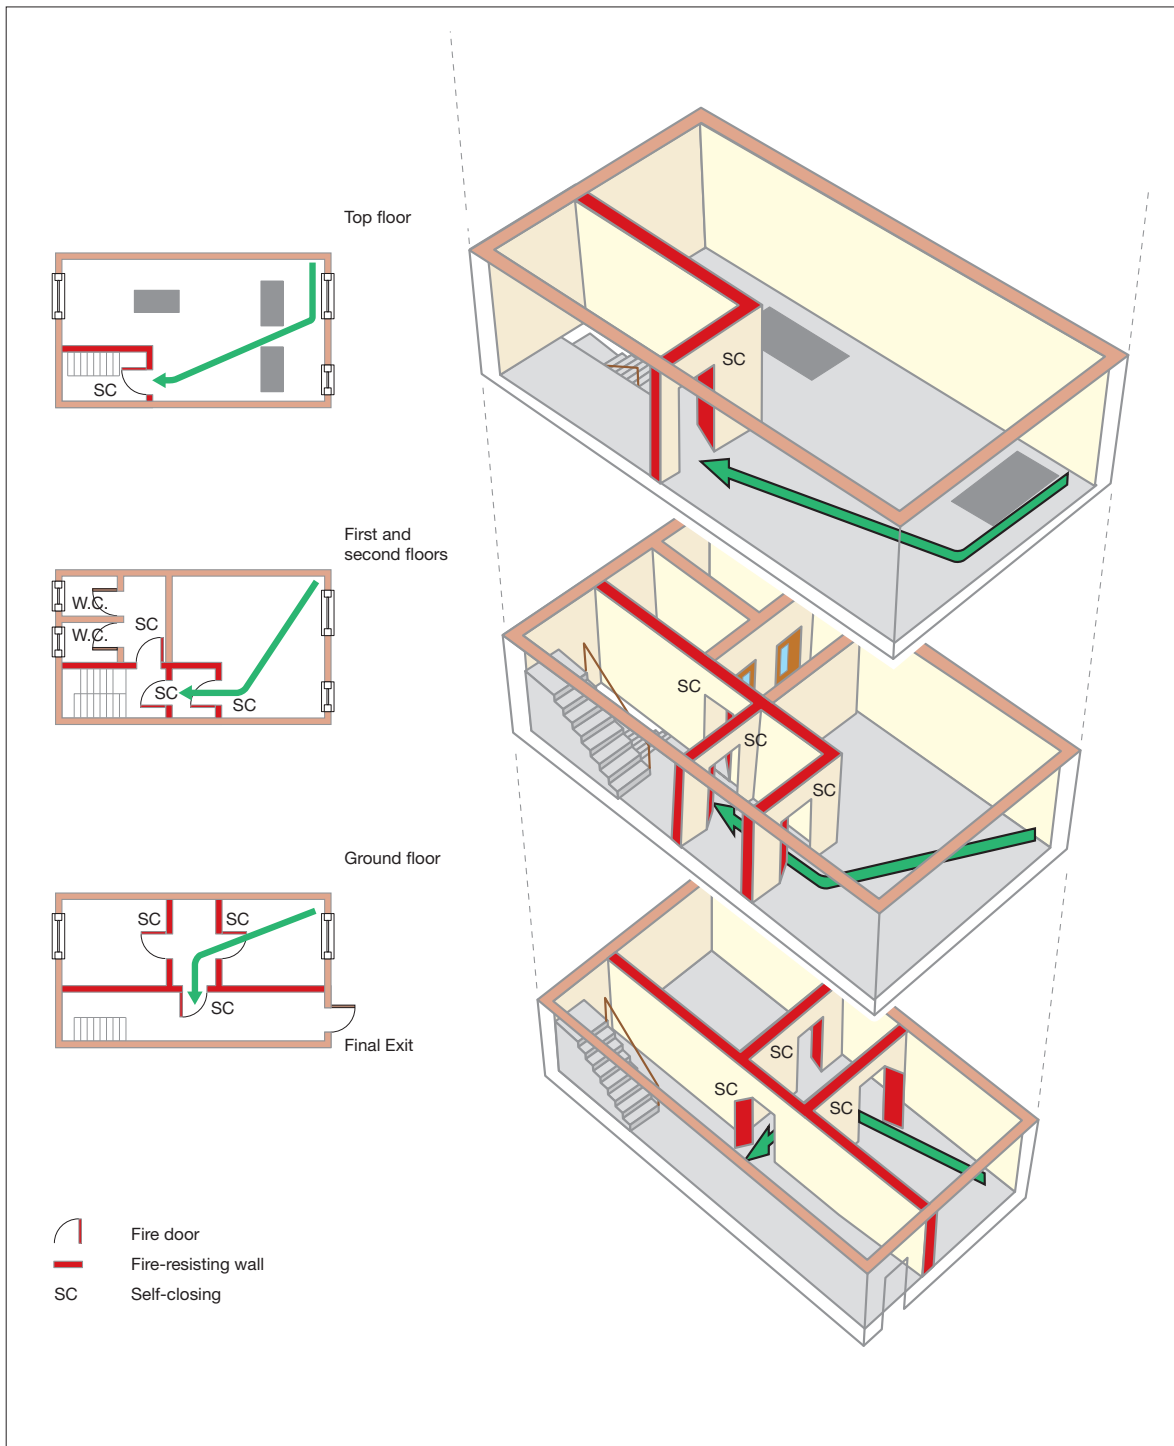 Top floor
SC
First and
second floors
W.C.
SC
W.C.
SC
SC
Ground floor
SC
SC
SC
Final Exit
Fire door
Fire-resisting wall
SC
Self-closing
SC
SC
SC
SC
SC
SC
SC